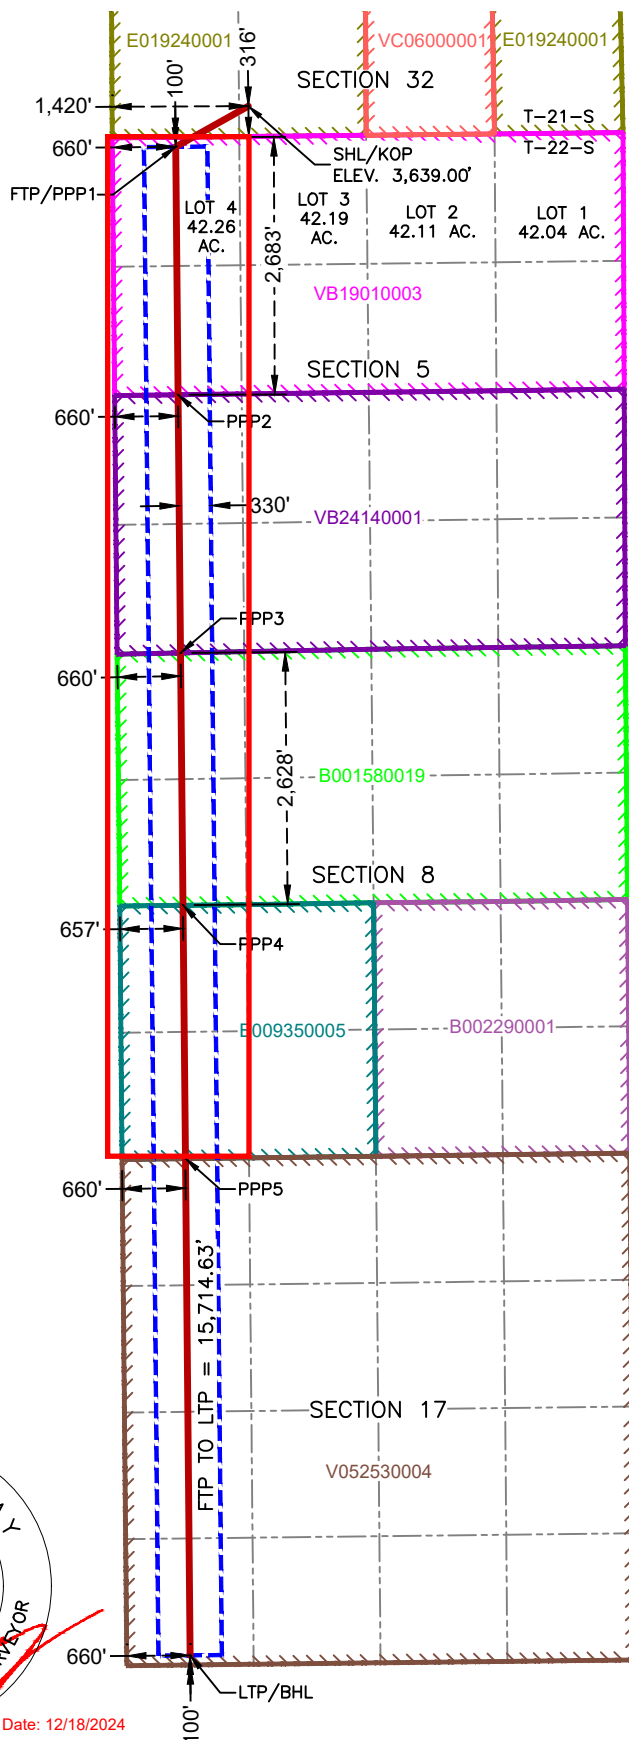 E019240001
316'
VC06000001
E019240001
100'
SECTION 32
1,420'
T-21-S
660'
T-22-S
SHL/KOP
ELEV. 3,639.00'
FTP/PPP1
LOT 4
42.26
AC.
LOT 3
42.19
AC.
LOT 2
42.11 AC.
LOT 1
42.04 AC.
2,683'
VB19010003
SECTION 5
660'
PPP2
330'
VB24140001
PPP3
660'
2,628'
B001580019
SECTION 8
657'
PPP4
B002290001
660'
PPP5
FTP TO LTP = 15,714.63'
SECTION 17
V052530004
660'
LTP/BHL
100'
Date: 12/18/2024